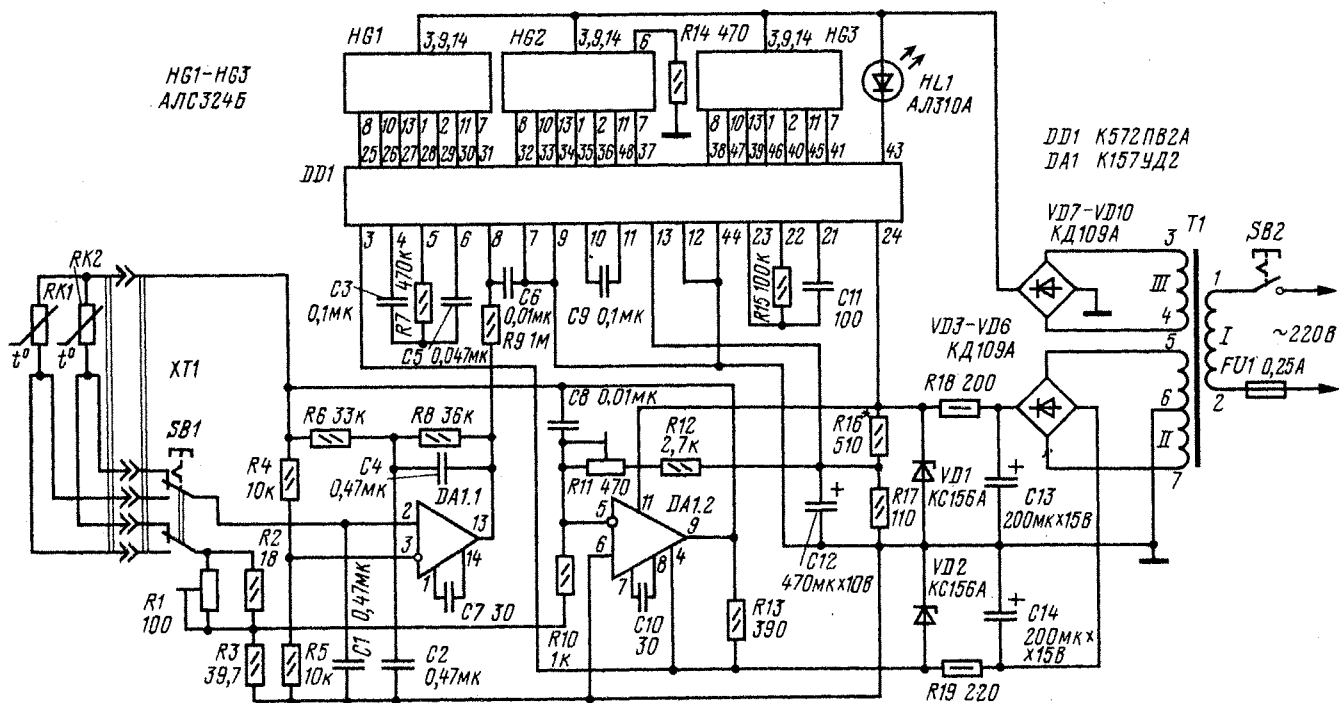 HG1-HG3
АЛС324Б
HG1
3,9,14
HG2
3,9,14
6
R14 470
3,9,14
HG3
HL1
АЛ310А
8 10 13 1 2 11 7
8 10 13 1 2 11 7
8 10 13 1 2 11 7
25 26 27 28 29 30 31
32 33 34 35 36 48 37
38 47 39 46 40 45 41
43
DD1
DD1 К572ПВ2А
DA1 К157УД2
3 4 5 6 8 7 9 10 11 13 12 44 23 22 21 24
VD7-VD10
КД109А
T1
SB2
3
III
4
1
I
2
~220В
FU1 0,25А
RK2
RK1
t°
t°
XT1
SB1
C3
0,1мк
R7 470к
C5 0,047мк
C6
0,01мк
R9 1М
C9 0,1мк
R15 100к
C11
100
VD3-VD6
КД109А
5
6
II
7
R18 200
C8 0,01мк
R6 33к
R8 36к
C4
0,47мк
R4
10к
R12
2,7к
R11 470
R16*
510
R17
110
VD1
КС156А
C13
200мк×15В
+
DA1.1
2
3
13
14
1
C7 30
DA1.2
5
6
11
9
4
8
7
C10
30
C12
470мк×10В
+
R13
390
VD2
КС156А
C14
200мк×
×15В
+
R19 220
R2
18
R1
100
R3
39,7
R5
10к
C1 0,47мк
C2
0,47мк
R10
1к